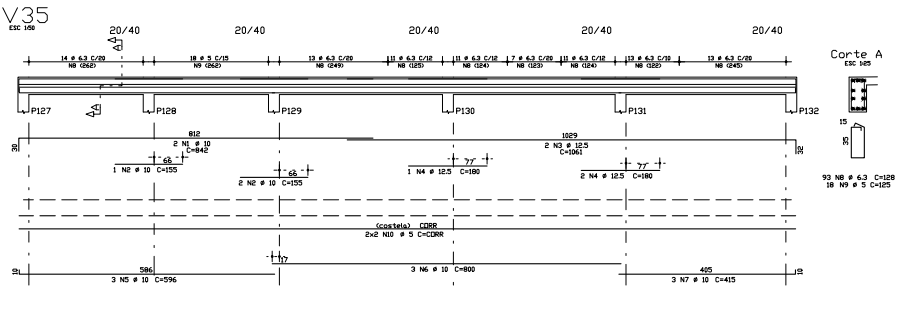 V35
ESC 1:50
20/40 20/40 20/40 20/40 20/40
14 ø 6.3 C/20 18 ø 5 C/15 13 ø 6.3 C/20 11 ø 6.3 C/12 11 ø 6.3 C/12 7 ø 6.3 C/20 11 ø 6.3 C/12 13 ø 6.3 C/10 13 ø 6.3 C/20
N8 (262) N9 (262) N8 (249) N8 (125) N8 (124) N8 (123) N8 (124) N8 (122) N8 (245)
Corte A
ESC 1:25
A
A
P127 P128 P129 P130 P131 P132
15
35
93 N8 ø 6.3 C=128
18 N9 ø 5 C=125
812
2 N1 ø 10
C=842
30
1029
2 N3 ø 12.5
C=1061
32
66
1 N2 ø 10 C=155
66
2 N2 ø 10 C=155
77
1 N4 ø 12.5 C=180
77
2 N4 ø 12.5 C=180
(costela) CORR
2x2 N10 ø 5 C=CORR
17
10
586
3 N5 ø 10 C=596
3 N6 ø 10 C=800
405
3 N7 ø 10 C=415
10